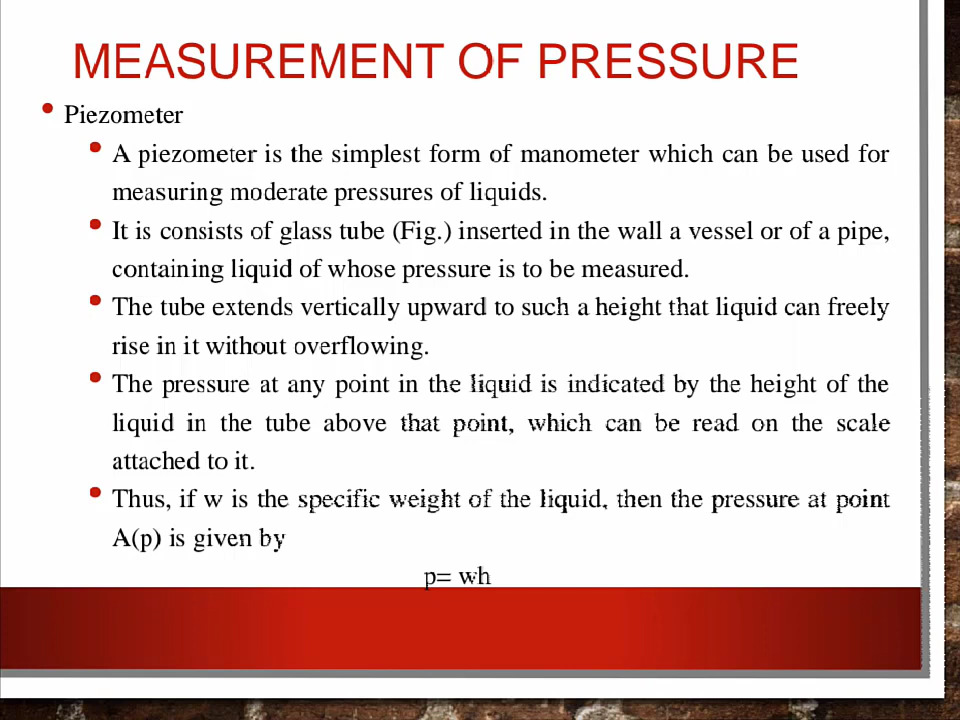 MEASUREMENT OF PRESSURE
• Piezometer
• A piezometer is the simplest form of manometer which can be used for
measuring moderate pressures of liquids.
• It is consists of glass tube (Fig.) inserted in the wall a vessel or of a pipe,
containing liquid of whose pressure is to be measured.
• The tube extends vertically upward to such a height that liquid can freely
rise in it without overflowing.
• The pressure at any point in the liquid is indicated by the height of the
liquid in the tube above that point, which can be read on the scale
attached to it.
• Thus, if w is the specific weight of the liquid, then the pressure at point
A(p) is given by
p= wh